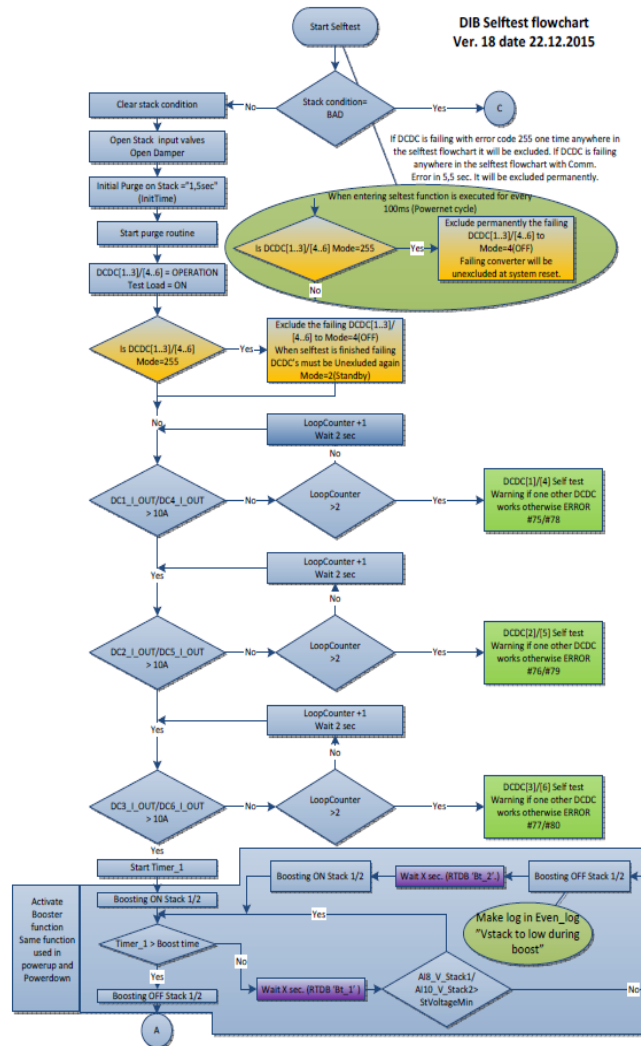 DIB Selftest flowchart
Ver. 18 date 22.12.2015
Start Selftest
Stack condition=
BAD
No
Yes
C
Clear stack condition
Open Stack input valves
Open Damper
Initial Purge on Stack ="1,5sec"
(InitTime)
Start purge routine
DCDC[1..3]/[4..6] = OPERATION
Test Load = ON
If DCDC is failing with error code 255 one time anywhere in
the selftest flowchart it will be excluded. If DCDC is failing
anywhere in the selftest flowchart with Comm.
Error in 5,5 sec. It will be excluded permanently.
When entering seltest function is executed for every
100ms (Powernet cycle)
Is DCDC[1..3]/[4..6] Mode=255
Yes
No
Exclude permanently the failing
DCDC[1..3]/[4..6] to
Mode=4(OFF)
Failing converter will be
unexcluded at system reset.
Is DCDC[1..3]/[4..6]
Mode=255
Yes
Exclude the failing DCDC[1..3]/
[4..6] to Mode=4(OFF)
When selftest is finished failing
DCDC's must be Unexluded again
Mode=2(Standby)
No
LoopCounter +1
Wait 2 sec
No
DC1_I_OUT/DC4_I_OUT
> 10A
No
LoopCounter
>2
Yes
DCDC[1]/[4] Self test
Warning if one other DCDC
works otherwise ERROR
#75/#78
Yes
LoopCounter +1
Wait 2 sec
No
DC2_I_OUT/DC5_I_OUT
> 10A
No
LoopCounter
>2
Yes
DCDC[2]/[5] Self test
Warning if one other DCDC
works otherwise ERROR
#76/#79
Yes
LoopCounter +1
Wait 2 sec
No
DC3_I_OUT/DC6_I_OUT
> 10A
No
LoopCounter
>2
Yes
DCDC[3]/[6] Self test
Warning if one other DCDC
works otherwise ERROR
#77/#80
Yes
Start Timer_1
Activate
Booster
function
Same function
used in
powerup and
Powerdown
Boosting ON Stack 1/2
Boosting ON Stack 1/2
Wait X sec. (RTDB 'Bt_2'.)
Boosting OFF Stack 1/2
Make log in Even_log
"Vstack to low during
boost"
Yes
Timer_1 > Boost time
No
Wait X sec. (RTDB 'Bt_1' )
AI8_V_Stack1/
AI10_V_Stack2>
StVoltageMin
No
Yes
Boosting OFF Stack 1/2
A